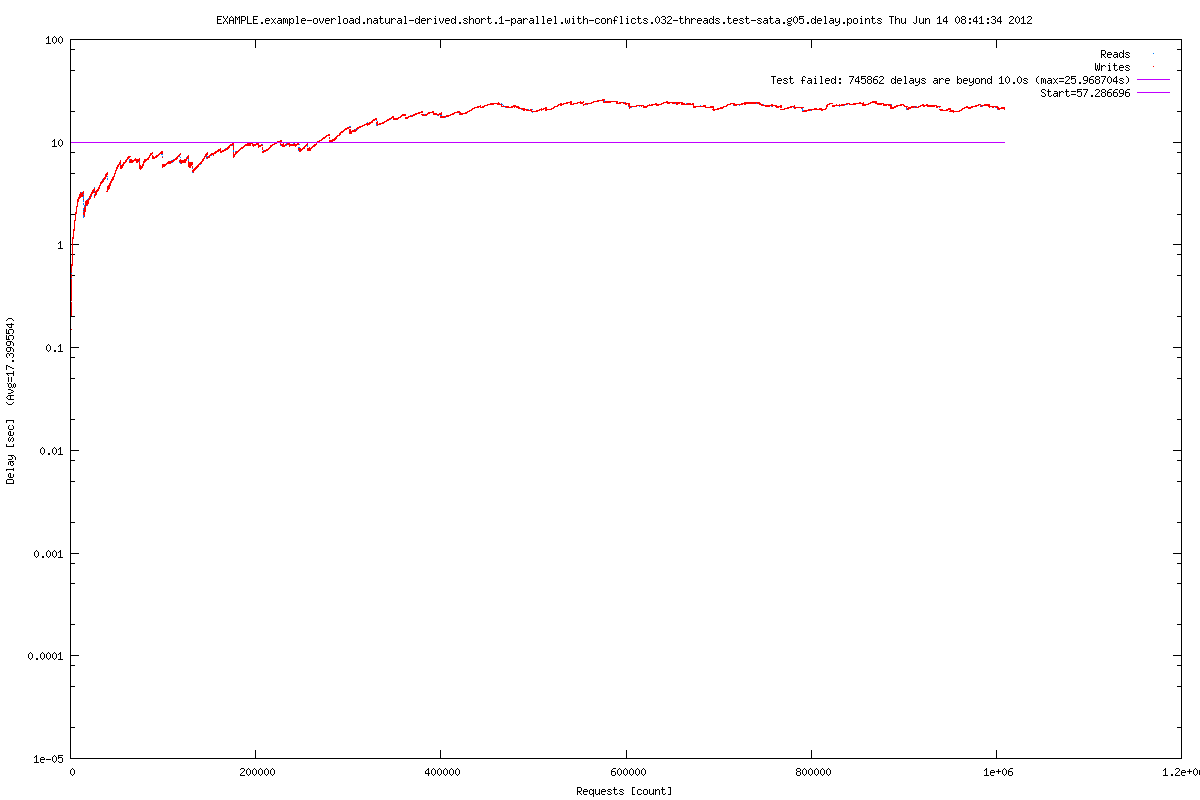 EXAMPLE.example-overload.natural-derived.short.1-parallel.with-conflicts.032-threads.test-sata.g05.delay.points Thu Jun 14 08:41:34 2012
Reads
Writes
Test failed: 745862 delays are beyond 10.0s (max=25.968704s)
Start=57.286696
100
10
1
0.1
0.01
0.001
0.0001
1e-05
Delay [sec] (Avg=17.399554)
0 200000 400000 600000 800000 1e+06 1.2e+0
Requests [count]